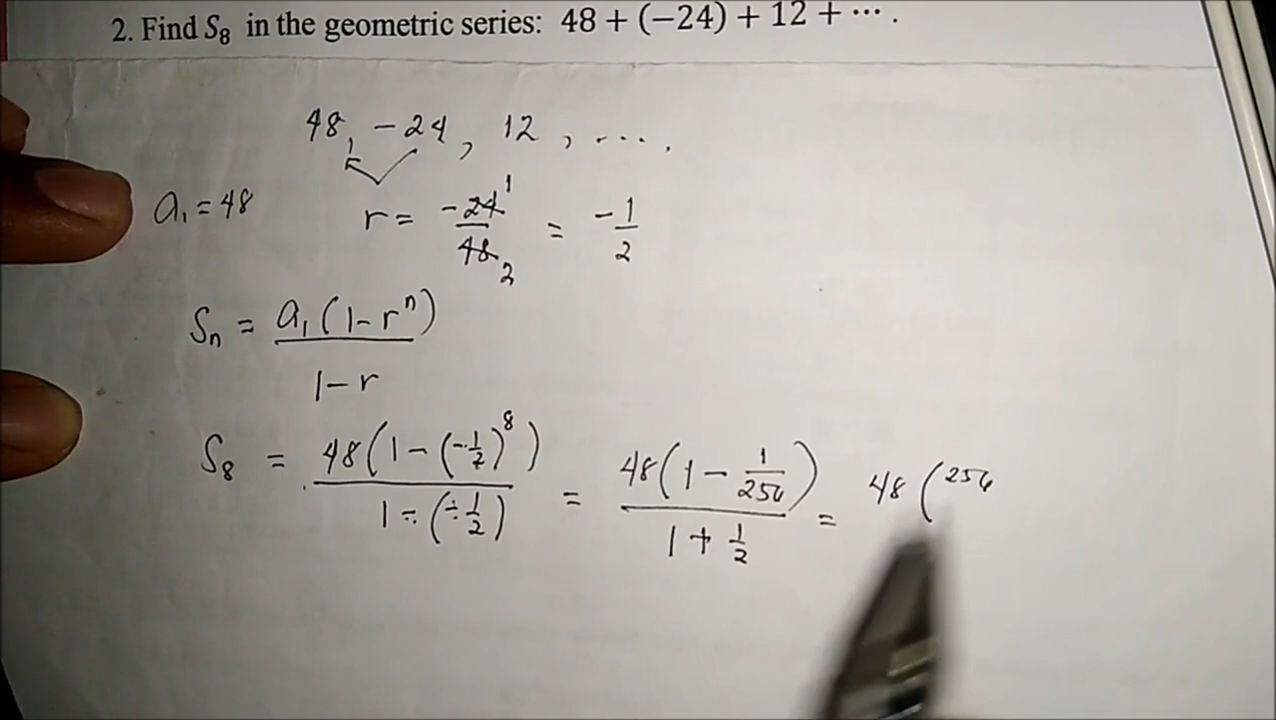 2. Find S₈ in the geometric series: 48 + (−24) + 12 + ⋯ .
48, −24, 12, ....
a₁ = 48 r = −24/48 1 2 = −1/2
Sₙ = a₁(1−rⁿ)/1−r
S₈ = 48(1−(−1/2)⁸)/1−(−1/2) = 48(1−1/256)/1+1/2 = 48(256